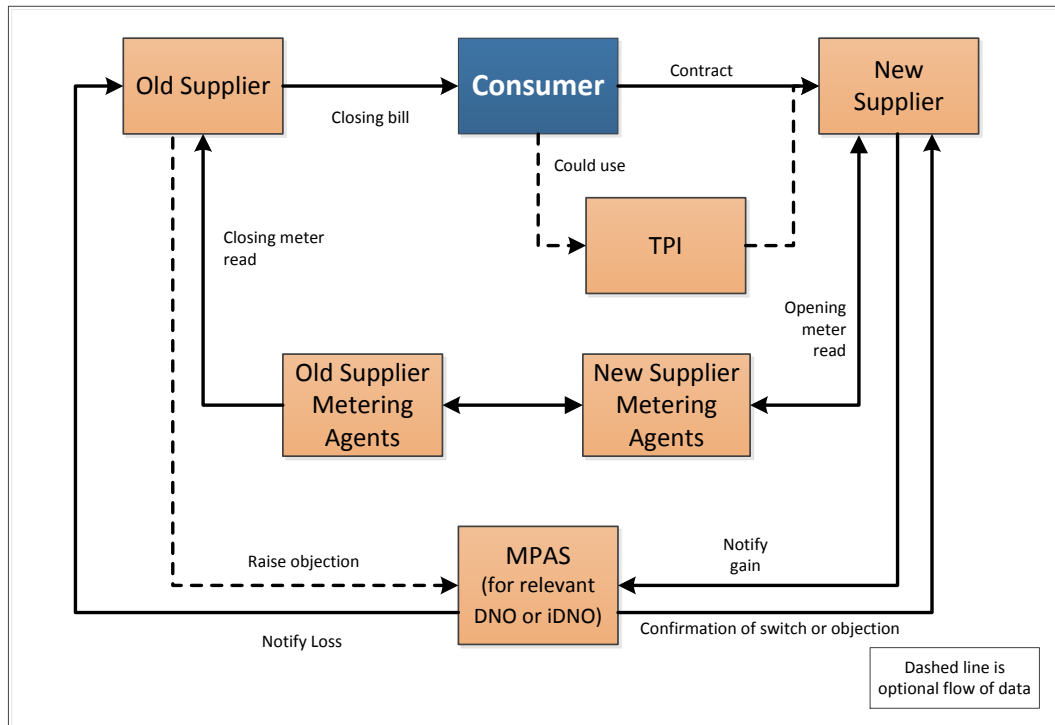 Old Supplier
Closing bill
Consumer
Contract
New
Supplier
Could use
TPI
Closing meter
read
Opening
meter
read
Old Supplier
Metering
Agents
New Supplier
Metering
Agents
Raise objection
MPAS
(for relevant
DNO or iDNO)
Notify
gain
Notify Loss
Confirmation of switch or objection
Dashed line is
optional flow of data